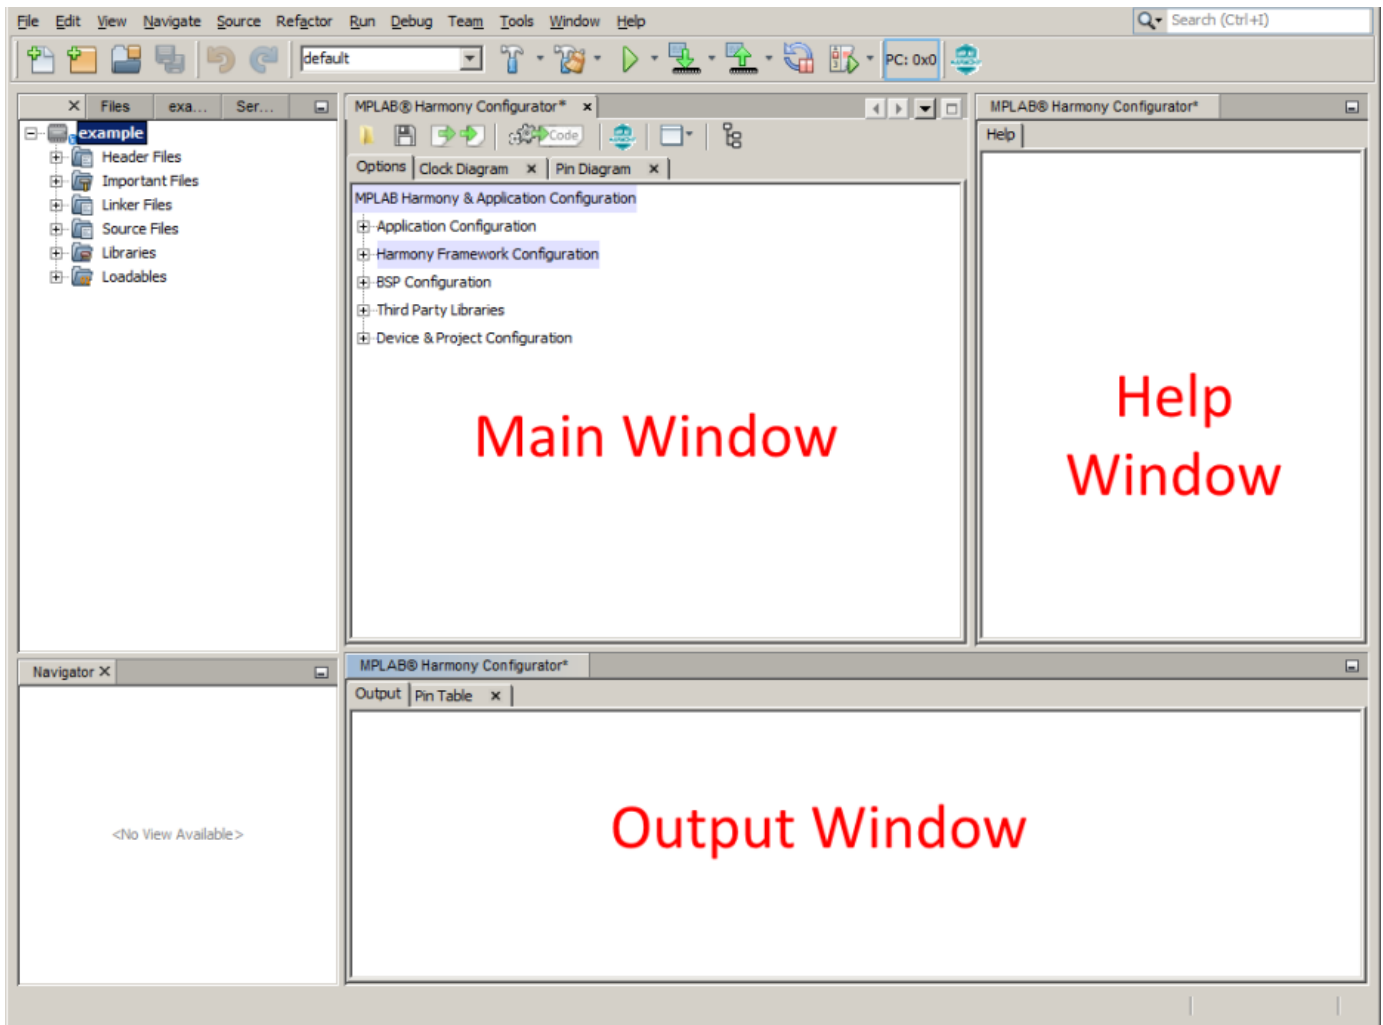 File Edit View Navigate Source Refactor Run Debug Team Tools Window Help
Search (Ctrl+I)
default
PC: 0x0
Files exa... Ser...
example
Header Files
Important Files
Linker Files
Source Files
Libraries
Loadables
MPLAB® Harmony Configurator*
Code
Options Clock Diagram Pin Diagram
MPLAB Harmony & Application Configuration
Application Configuration
Harmony Framework Configuration
BSP Configuration
Third Party Libraries
Device & Project Configuration
Main Window
MPLAB® Harmony Configurator*
Help
Help
Window
Navigator
<No View Available>
MPLAB® Harmony Configurator*
Output Pin Table
Output Window